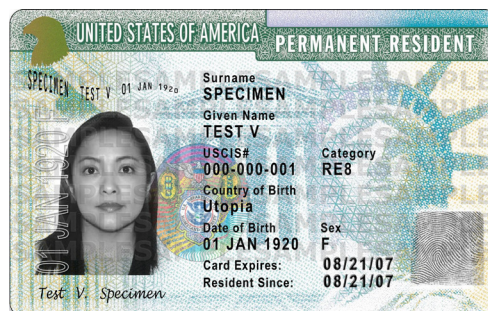 UNITED STATES OF AMERICA
PERMANENT RESIDENT
SPECIMEN TEST V 01 JAN 1920
Surname
SPECIMEN
Given Name
TEST V
USCIS# Category
000-000-001 RE8
Country of Birth
Utopia
Date of Birth Sex
01 JAN 1920 F
Card Expires: 08/21/07
Resident Since: 08/21/07
01 JAN 1920 F
Test V. Specimen